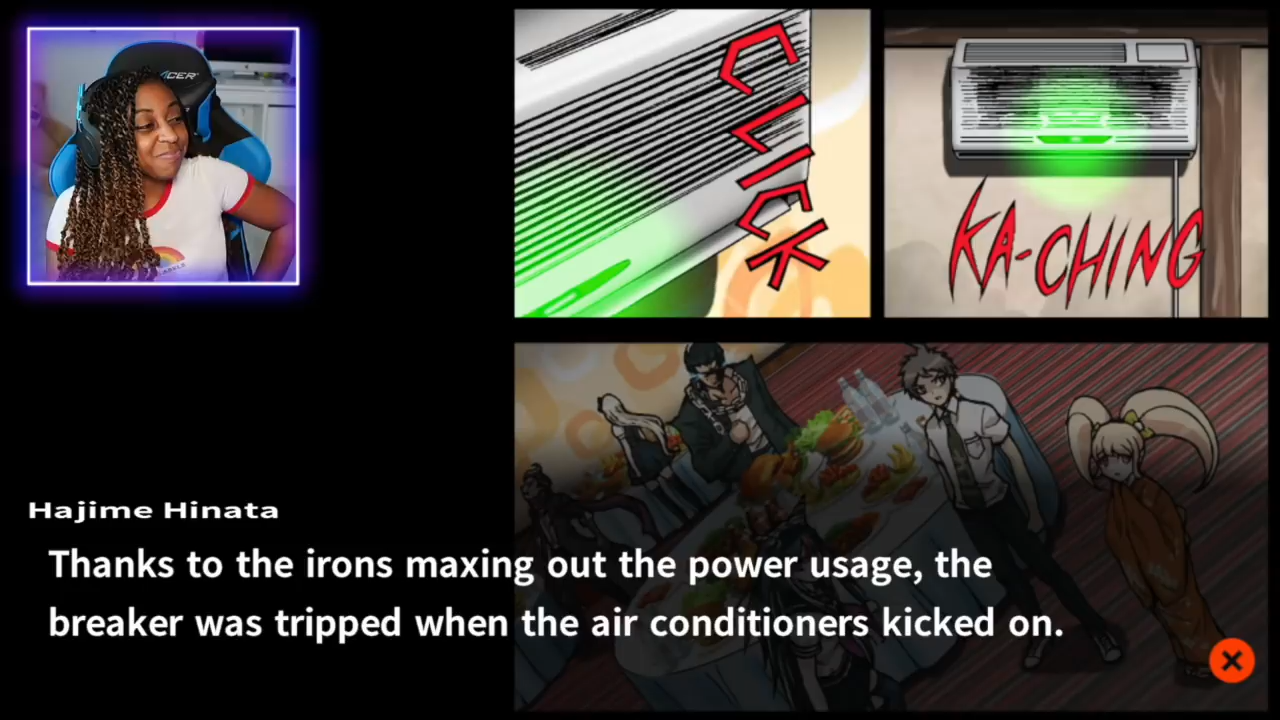 CLICK
KA-CHING
Hajime Hinata
Thanks to the irons maxing out the power usage, the
breaker was tripped when the air conditioners kicked on.